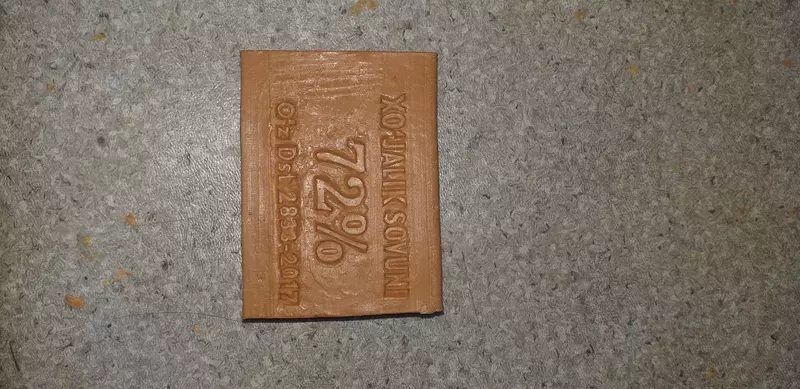 XO'JALIK SOVUNI
72%
O'z DSt 2833:2017